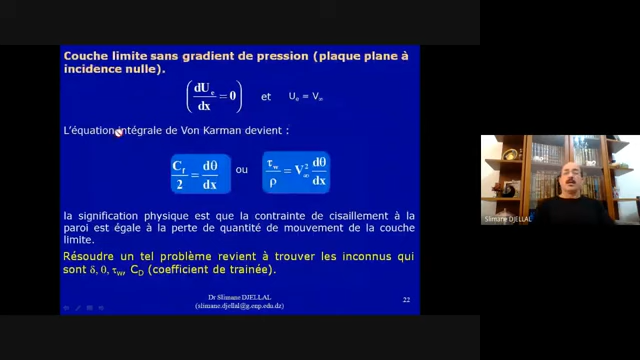 Couche limite sans gradient de pression (plaque plane à
incidence nulle).
(dUe/dx = 0) et Ue = V∞
L'équation intégrale de Von Karman devient :
Cf/2 = dθ/dx ou τw/ρ = V∞² dθ/dx
la signification physique est que la contrainte de cisaillement à la
paroi est égale à la perte de quantité de mouvement de la couche
limite.
Résoudre un tel problème revient à trouver les inconnus qui
sont δ, θ, τw, CD (coefficient de trainée).
Dr Slimane DJELLAL
(slimane.djellal@g.enp.edu.dz)
22
Slimane DJELLAL